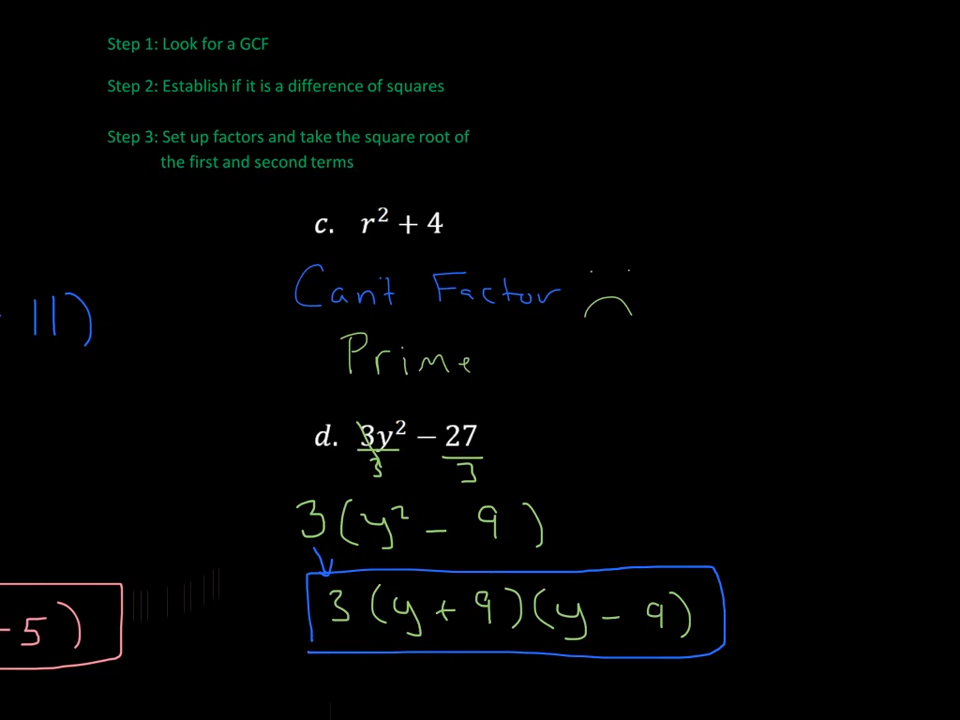 Step 1: Look for a GCF
Step 2: Establish if it is a difference of squares
Step 3: Set up factors and take the square root of
the first and second terms
c. r² + 4
Can't Factor
11)
Prime
d. 3y² − 27
3 3
3(y² − 9)
3(y + 9)(y − 9)
−5)